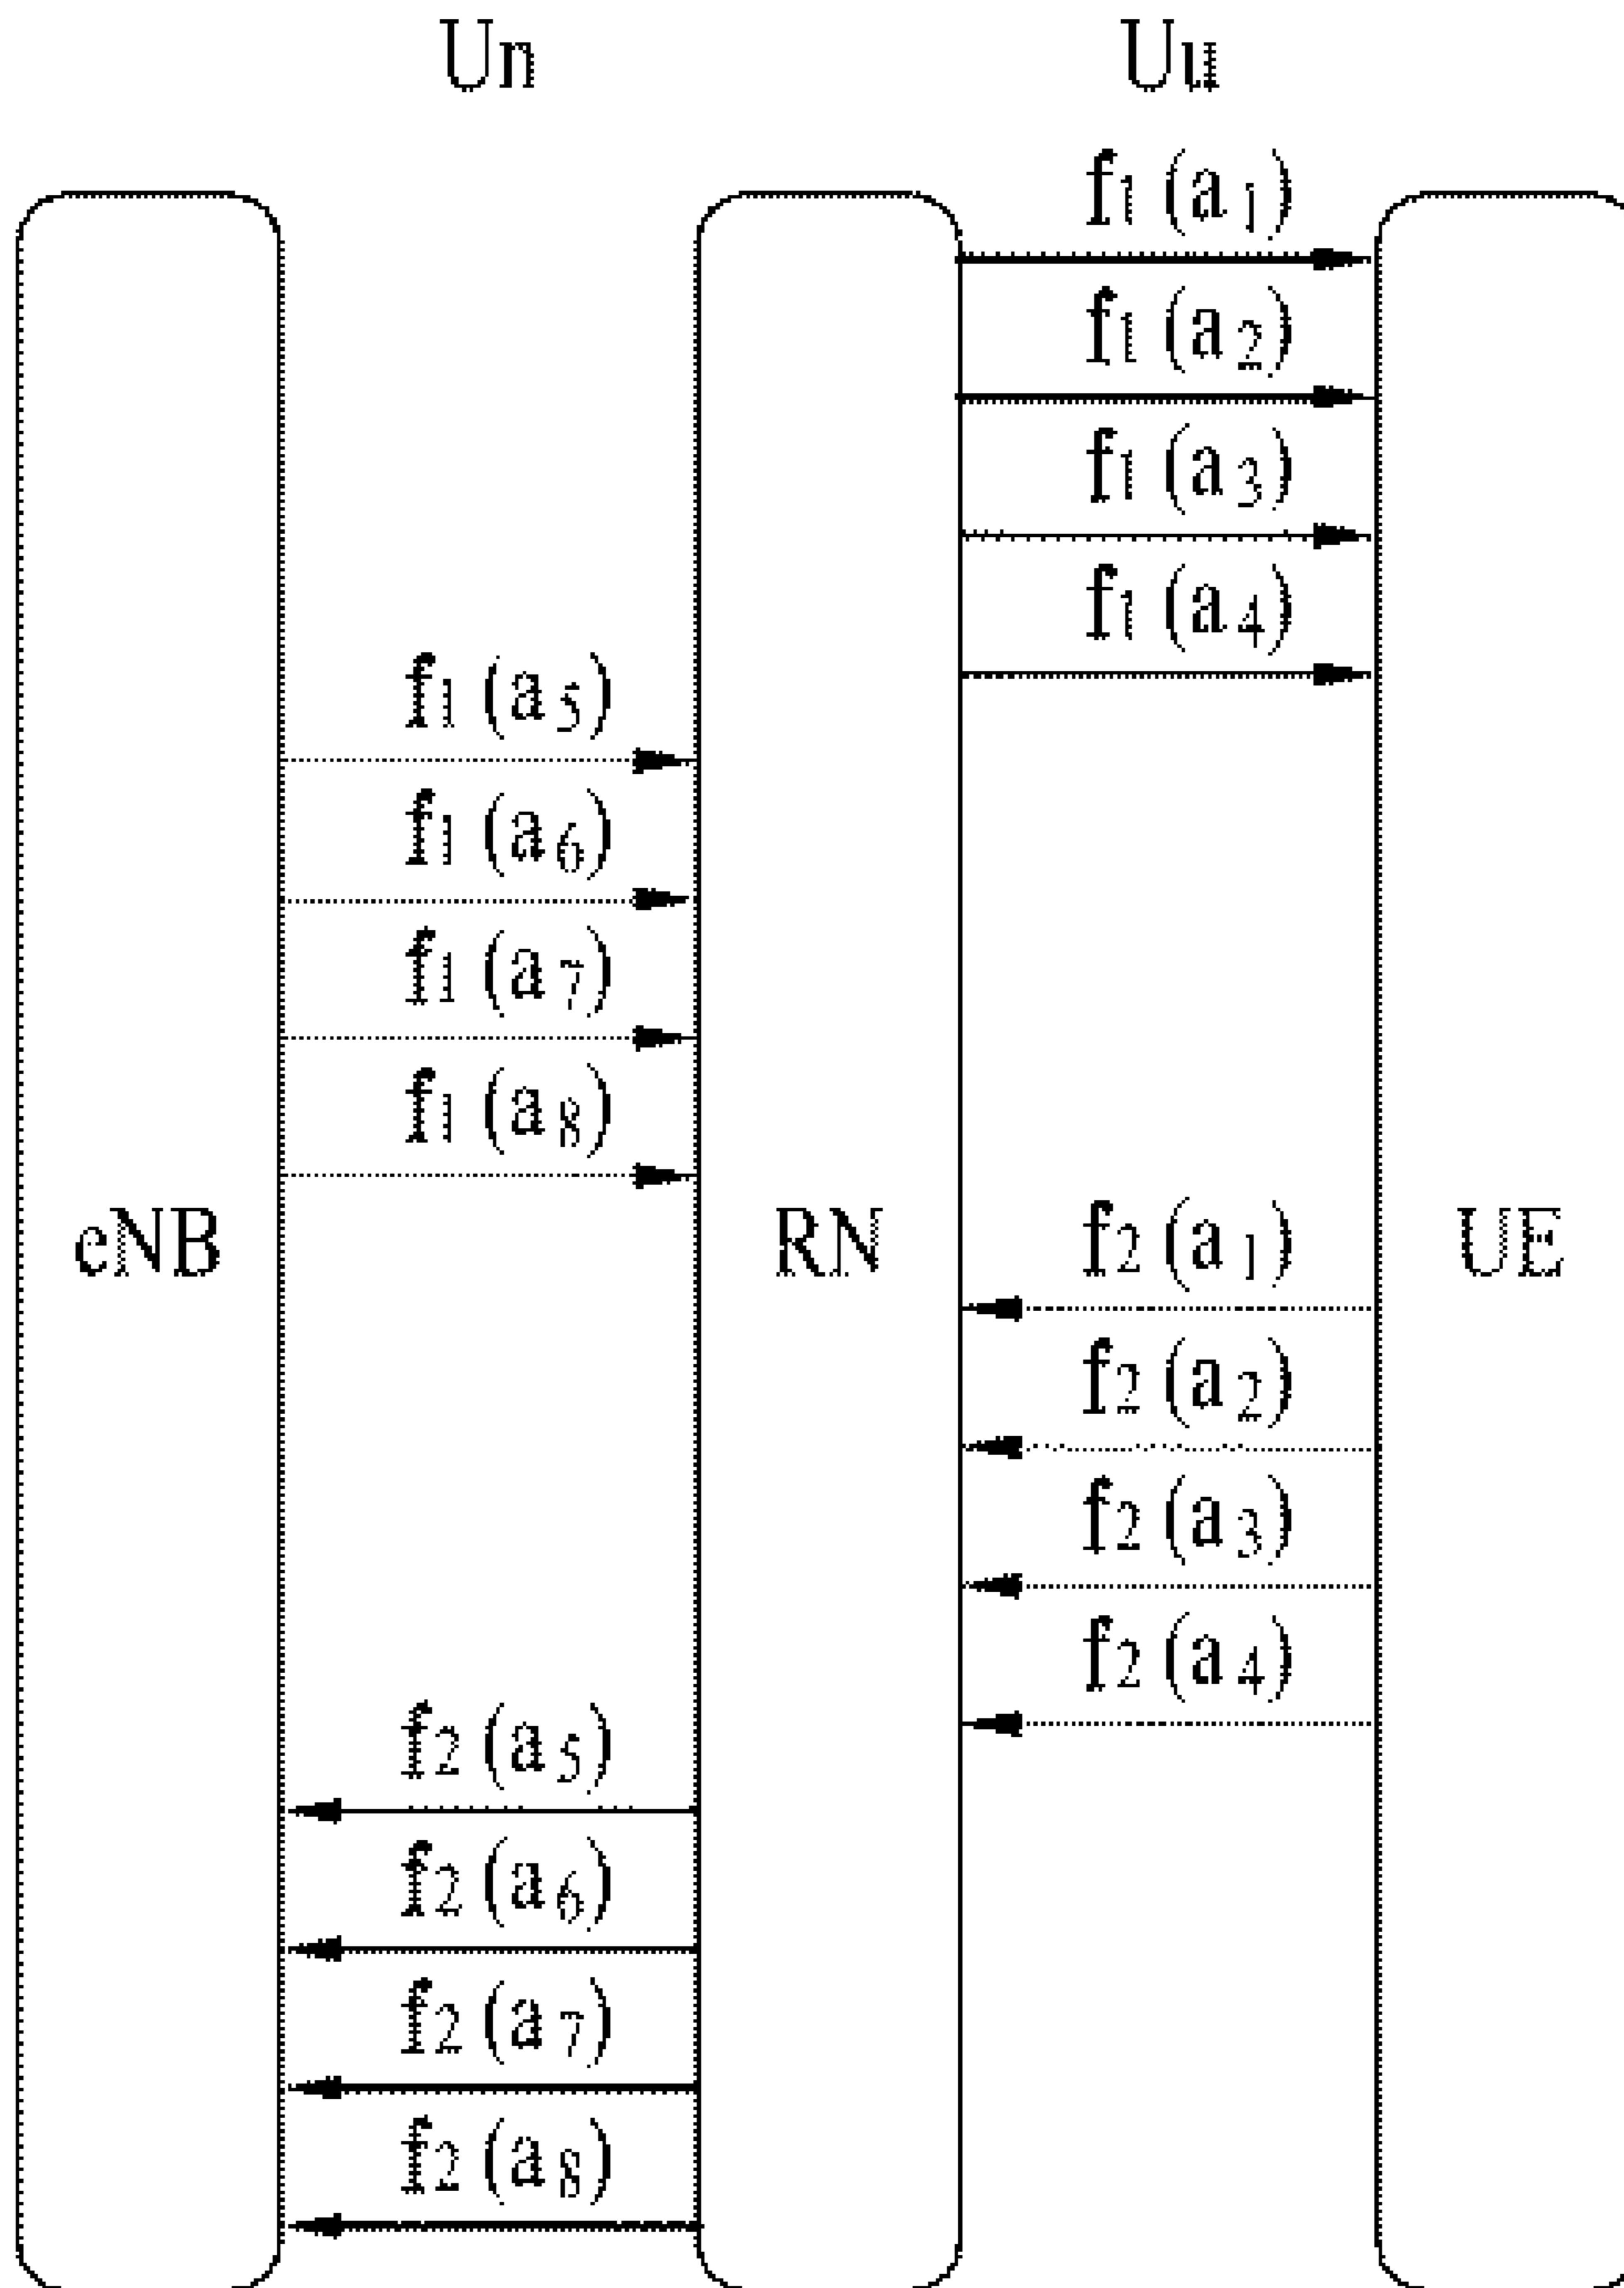 Un Uu
f1 (a1)
f1 (a2)
f1 (a3)
f1 (a4)
f1 (a5)
f1 (a6)
f1 (a7)
f1 (a8)
eNB RN UE
f2 (a1)
f2 (a2)
f2 (a3)
f2 (a4)
f2 (a5)
f2 (a6)
f2 (a7)
f2 (a8)